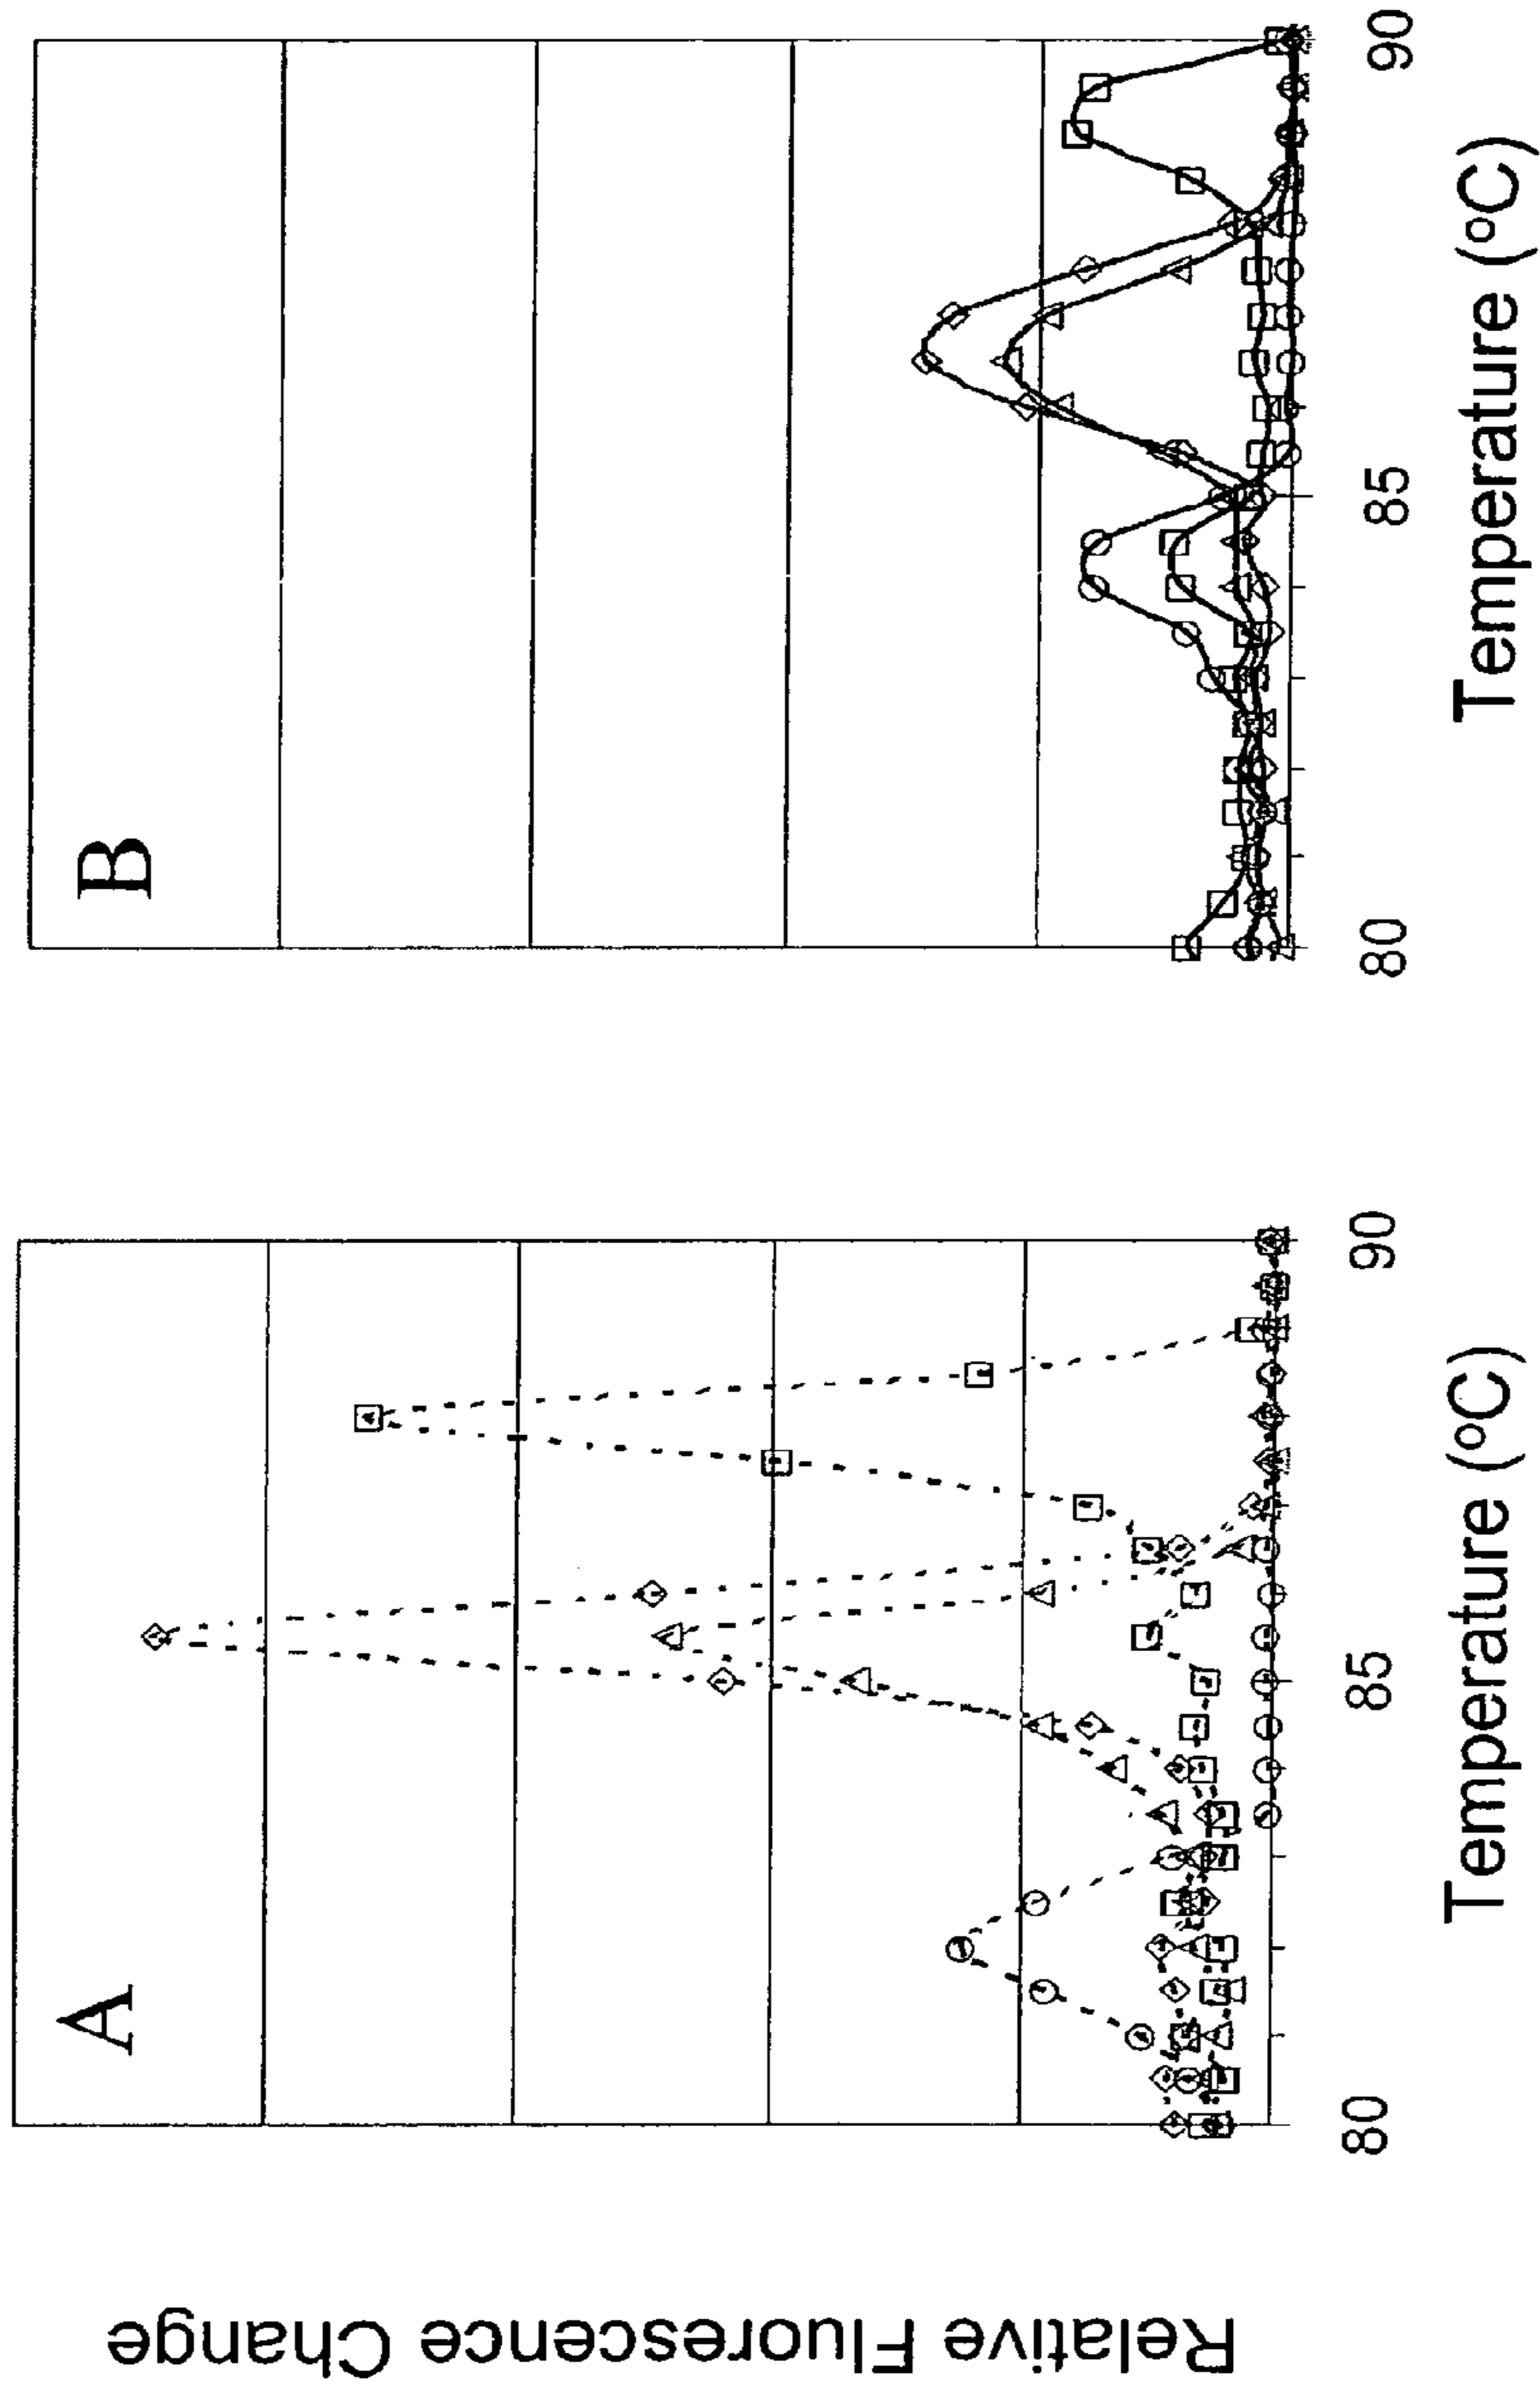 Relative Fluorescence Change
A
80
85
90
Temperature (°C)
B
80
85
90
Temperature (°C)